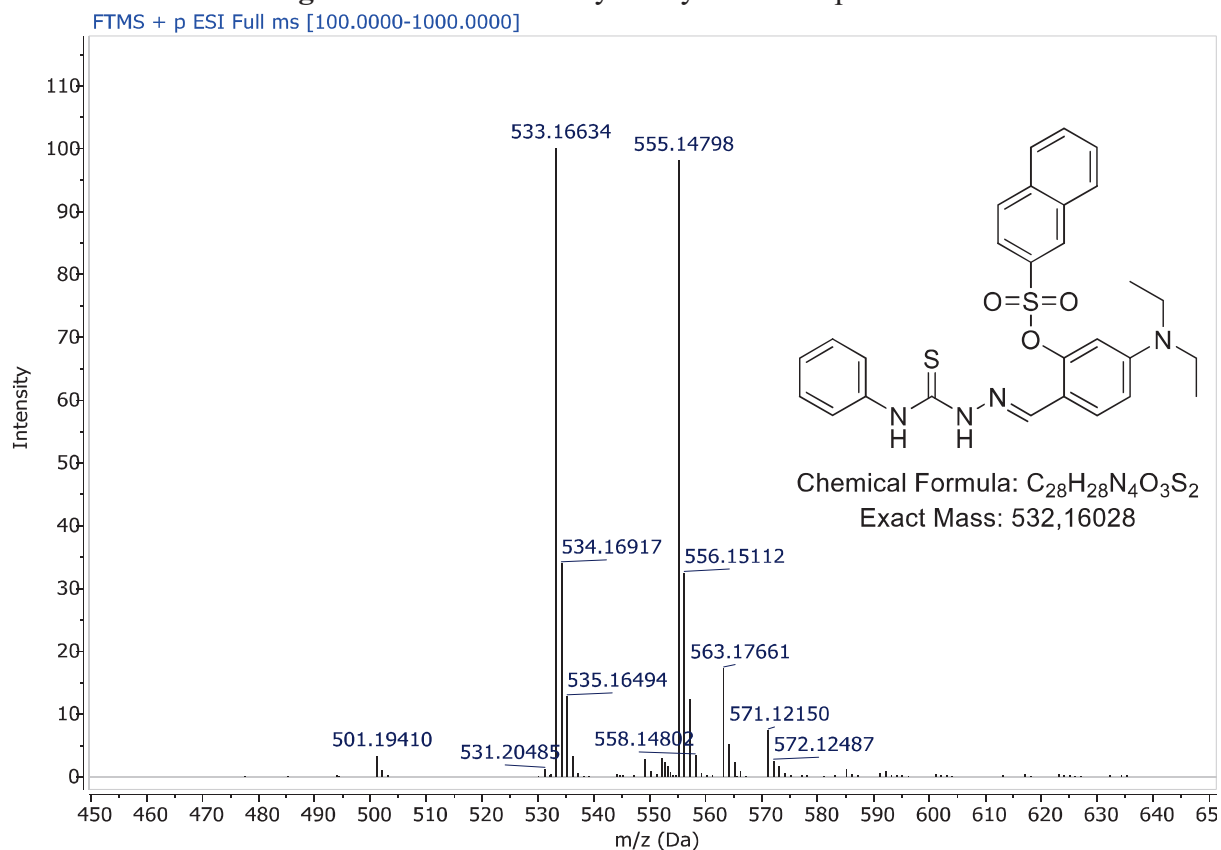 FTMS + p ESI Full ms [100.0000-1000.0000]
Intensity
110
100
90
80
70
60
50
40
30
20
10
0
533.16634
555.14798
534.16917
556.15112
535.16494
563.17661
571.12150
572.12487
501.19410
531.20485
558.14802
O=S=O
O
N
S
N
H
N
H
N
Chemical Formula: C28H28N4O3S2
Exact Mass: 532,16028
450 460 470 480 490 500 510 520 530 540 550 560 570 580 590 600 610 620 630 640 65
m/z (Da)